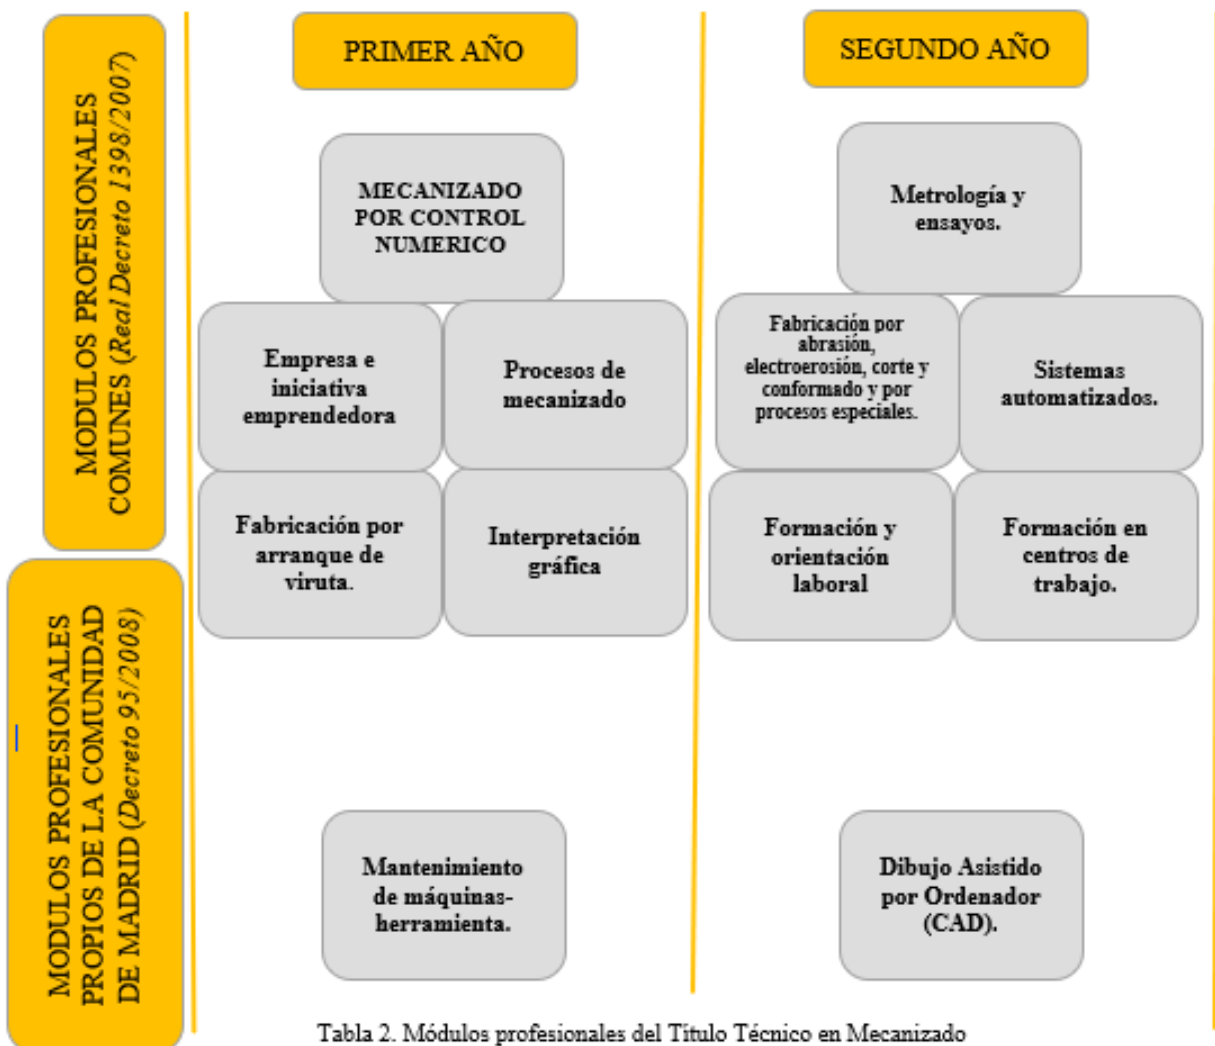 MODULOS PROFESIONALES
COMUNES (Real Decreto 1398/2007)
PRIMER AÑO
SEGUNDO AÑO
MECANIZADO
POR CONTROL
NUMERICO
Metrología y
ensayos.
Empresa e
iniciativa
emprendedora
Procesos de
mecanizado
Fabricación por
abrasión,
electroerosión, corte y
conformado y por
procesos especiales.
Sistemas
automatizados.
Fabricación por
arranque de
viruta.
Interpretación
gráfica
Formación y
orientación
laboral
Formación en
centros de
trabajo.
MODULOS PROFESIONALES
PROPIOS DE LA COMUNIDAD
DE MADRID (Decreto 95/2008)
Mantenimiento
de máquinas-
herramienta.
Dibujo Asistido
por Ordenador
(CAD).
Tabla 2. Módulos profesionales del Título Técnico en Mecanizado